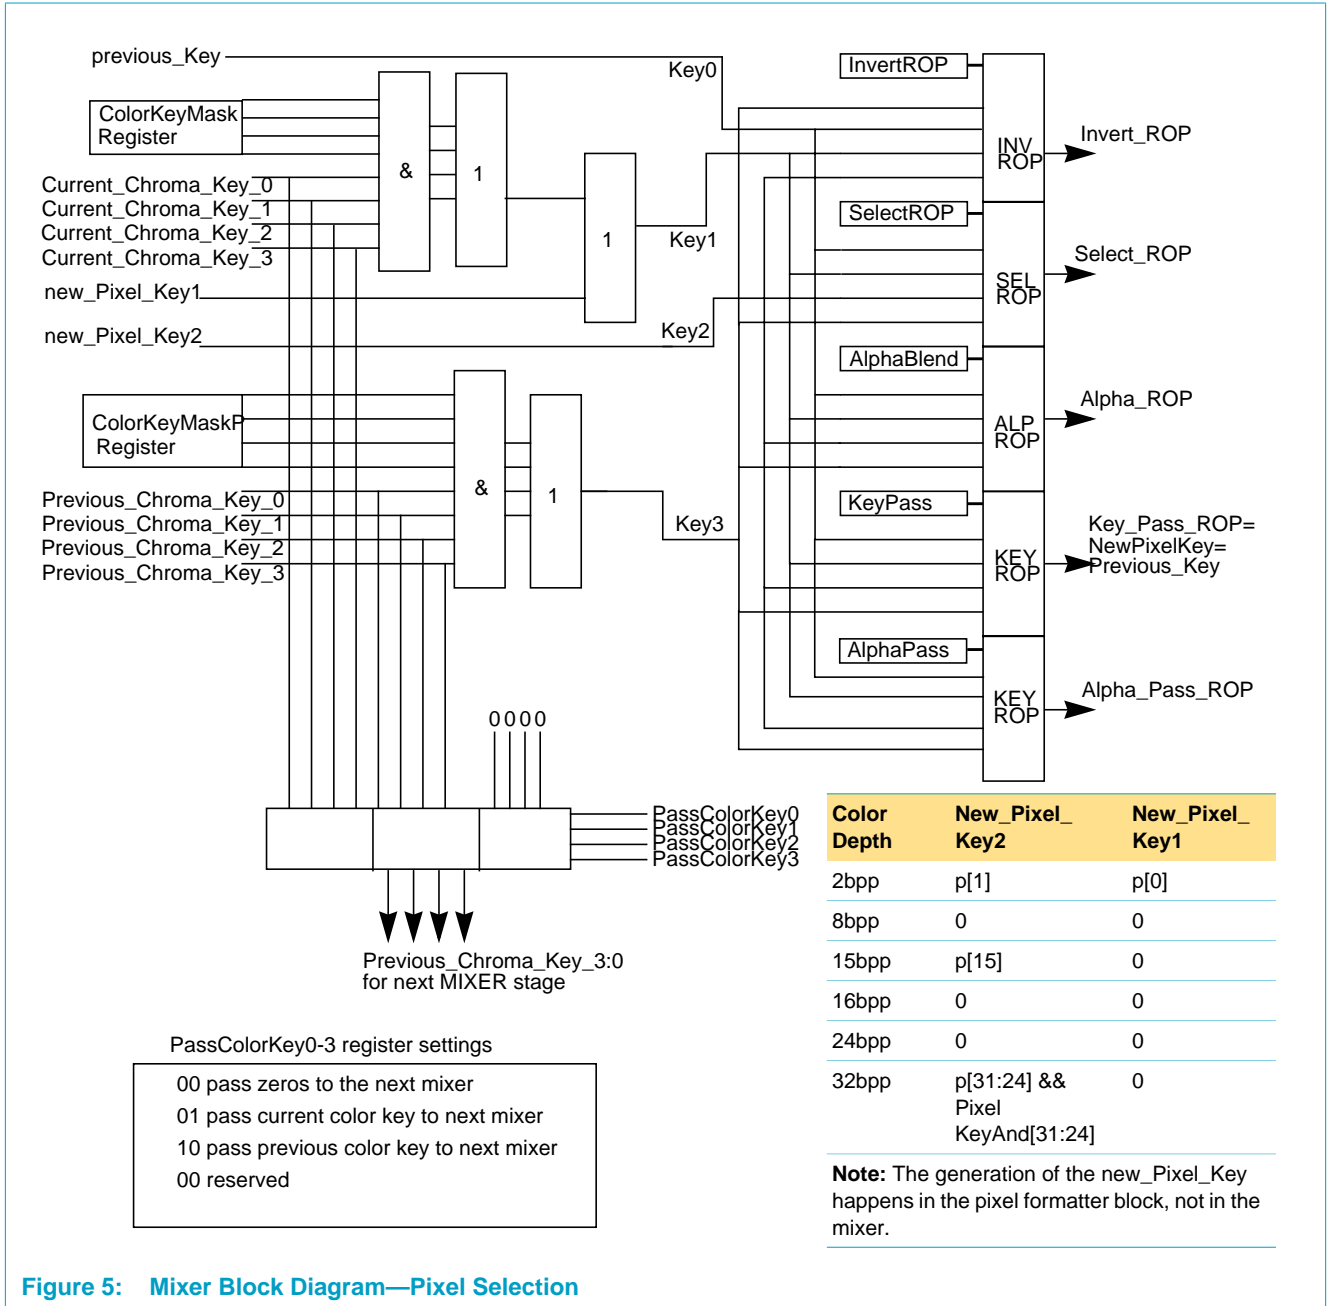 previous_Key
Key0
InvertROP
ColorKeyMask
Register
INV
ROP
Invert_ROP
&
1
Current_Chroma_Key_0
Current_Chroma_Key_1
Current_Chroma_Key_2
Current_Chroma_Key_3
SelectROP
1
Key1
Select_ROP
SEL
ROP
new_Pixel_Key1
new_Pixel_Key2
Key2
AlphaBlend
Alpha_ROP
ColorKeyMaskP
Register
ALP
ROP
&
1
KeyPass
Previous_Chroma_Key_0
Previous_Chroma_Key_1
Previous_Chroma_Key_2
Previous_Chroma_Key_3
Key3
Key_Pass_ROP=
NewPixelKey=
Previous_Key
KEY
ROP
AlphaPass
Alpha_Pass_ROP
KEY
ROP
0 0 0 0
PassColorKey0
PassColorKey1
PassColorKey2
PassColorKey3
Previous_Chroma_Key_3:0
for next MIXER stage
PassColorKey0-3 register settings
00 pass zeros to the next mixer
01 pass current color key to next mixer
10 pass previous color key to next mixer
00 reserved
Color Depth New_Pixel_Key2 New_Pixel_Key1
2bpp p[1] p[0]
8bpp 0 0
15bpp p[15] 0
16bpp 0 0
24bpp 0 0
32bpp p[31:24] && 0
Pixel
KeyAnd[31:24]
Note: The generation of the new_Pixel_Key
happens in the pixel formatter block, not in the
mixer.
Figure 5: Mixer Block Diagram—Pixel Selection